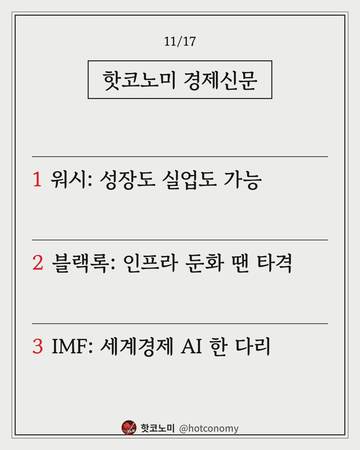 11/17
핫코노미 경제신문
1 워시: 성장도 실업도 가능
2 블랙록: 인프라 둔화 땐 타격
3 IMF: 세계경제 AI 한 다리
핫코노미 @hotconomy